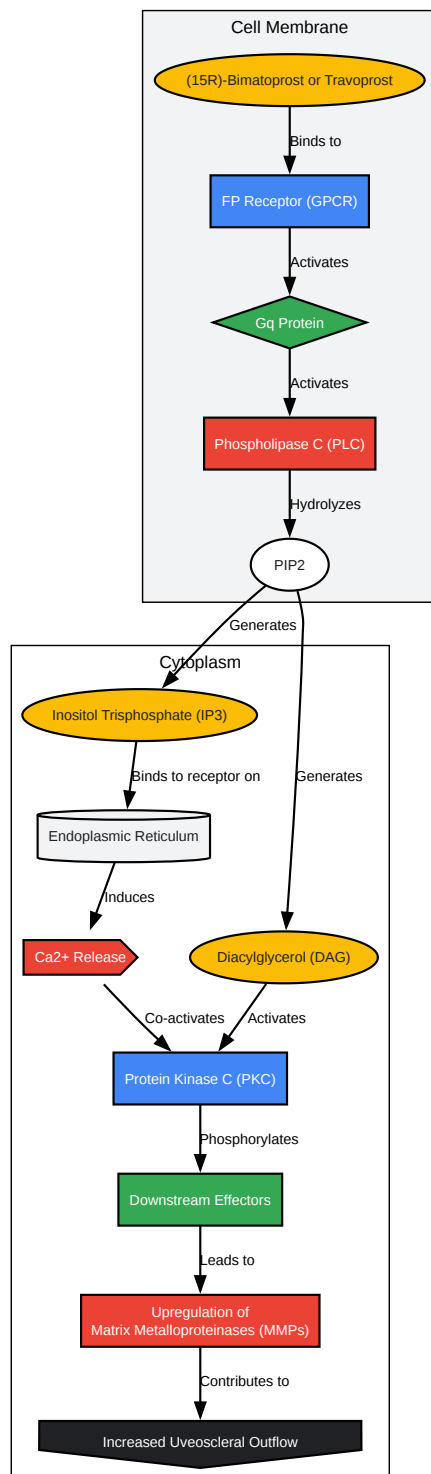 Cell Membrane
(15R)-Bimatoprost or Travoprost
Binds to
FP Receptor (GPCR)
Activates
Gq Protein
Activates
Phospholipase C (PLC)
Hydrolyzes
PIP2
Generates
Cytoplasm
Inositol Trisphosphate (IP3)
Binds to receptor on
Generates
Endoplasmic Reticulum
Induces
Ca2+ Release
Diacylglycerol (DAG)
Co-activates
Activates
Protein Kinase C (PKC)
Phosphorylates
Downstream Effectors
Leads to
Upregulation of
Matrix Metalloproteinases (MMPs)
Contributes to
Increased Uveoscleral Outflow